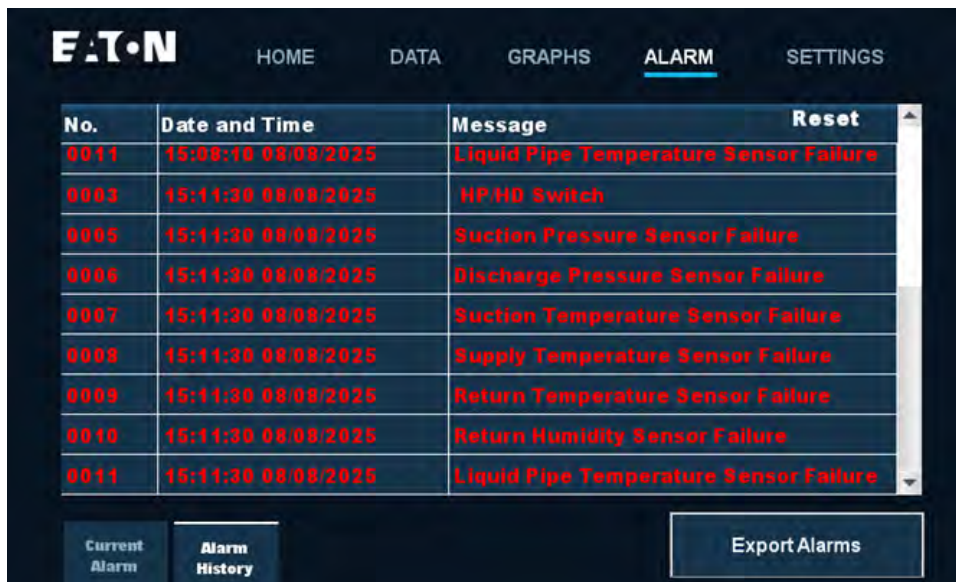 EATON HOME DATA GRAPHS ALARM SETTINGS
No. Date and Time Message Reset
0011 15:08:10 08/08/2025 Liquid Pipe Temperature Sensor Failure
0003 15:11:30 08/08/2025 HP/HD Switch
0005 15:11:30 08/08/2025 Suction Pressure Sensor Failure
0006 15:11:30 08/08/2025 Discharge Pressure Sensor Failure
0007 15:11:30 08/08/2025 Suction Temperature Sensor Failure
0008 15:11:30 08/08/2025 Supply Temperature Sensor Failure
0009 15:11:30 08/08/2025 Return Temperature Sensor Failure
0010 15:11:30 08/08/2025 Return Humidity Sensor Failure
0011 15:11:30 08/08/2025 Liquid Pipe Temperature Sensor Failure
Current Alarm
Alarm History
Export Alarms